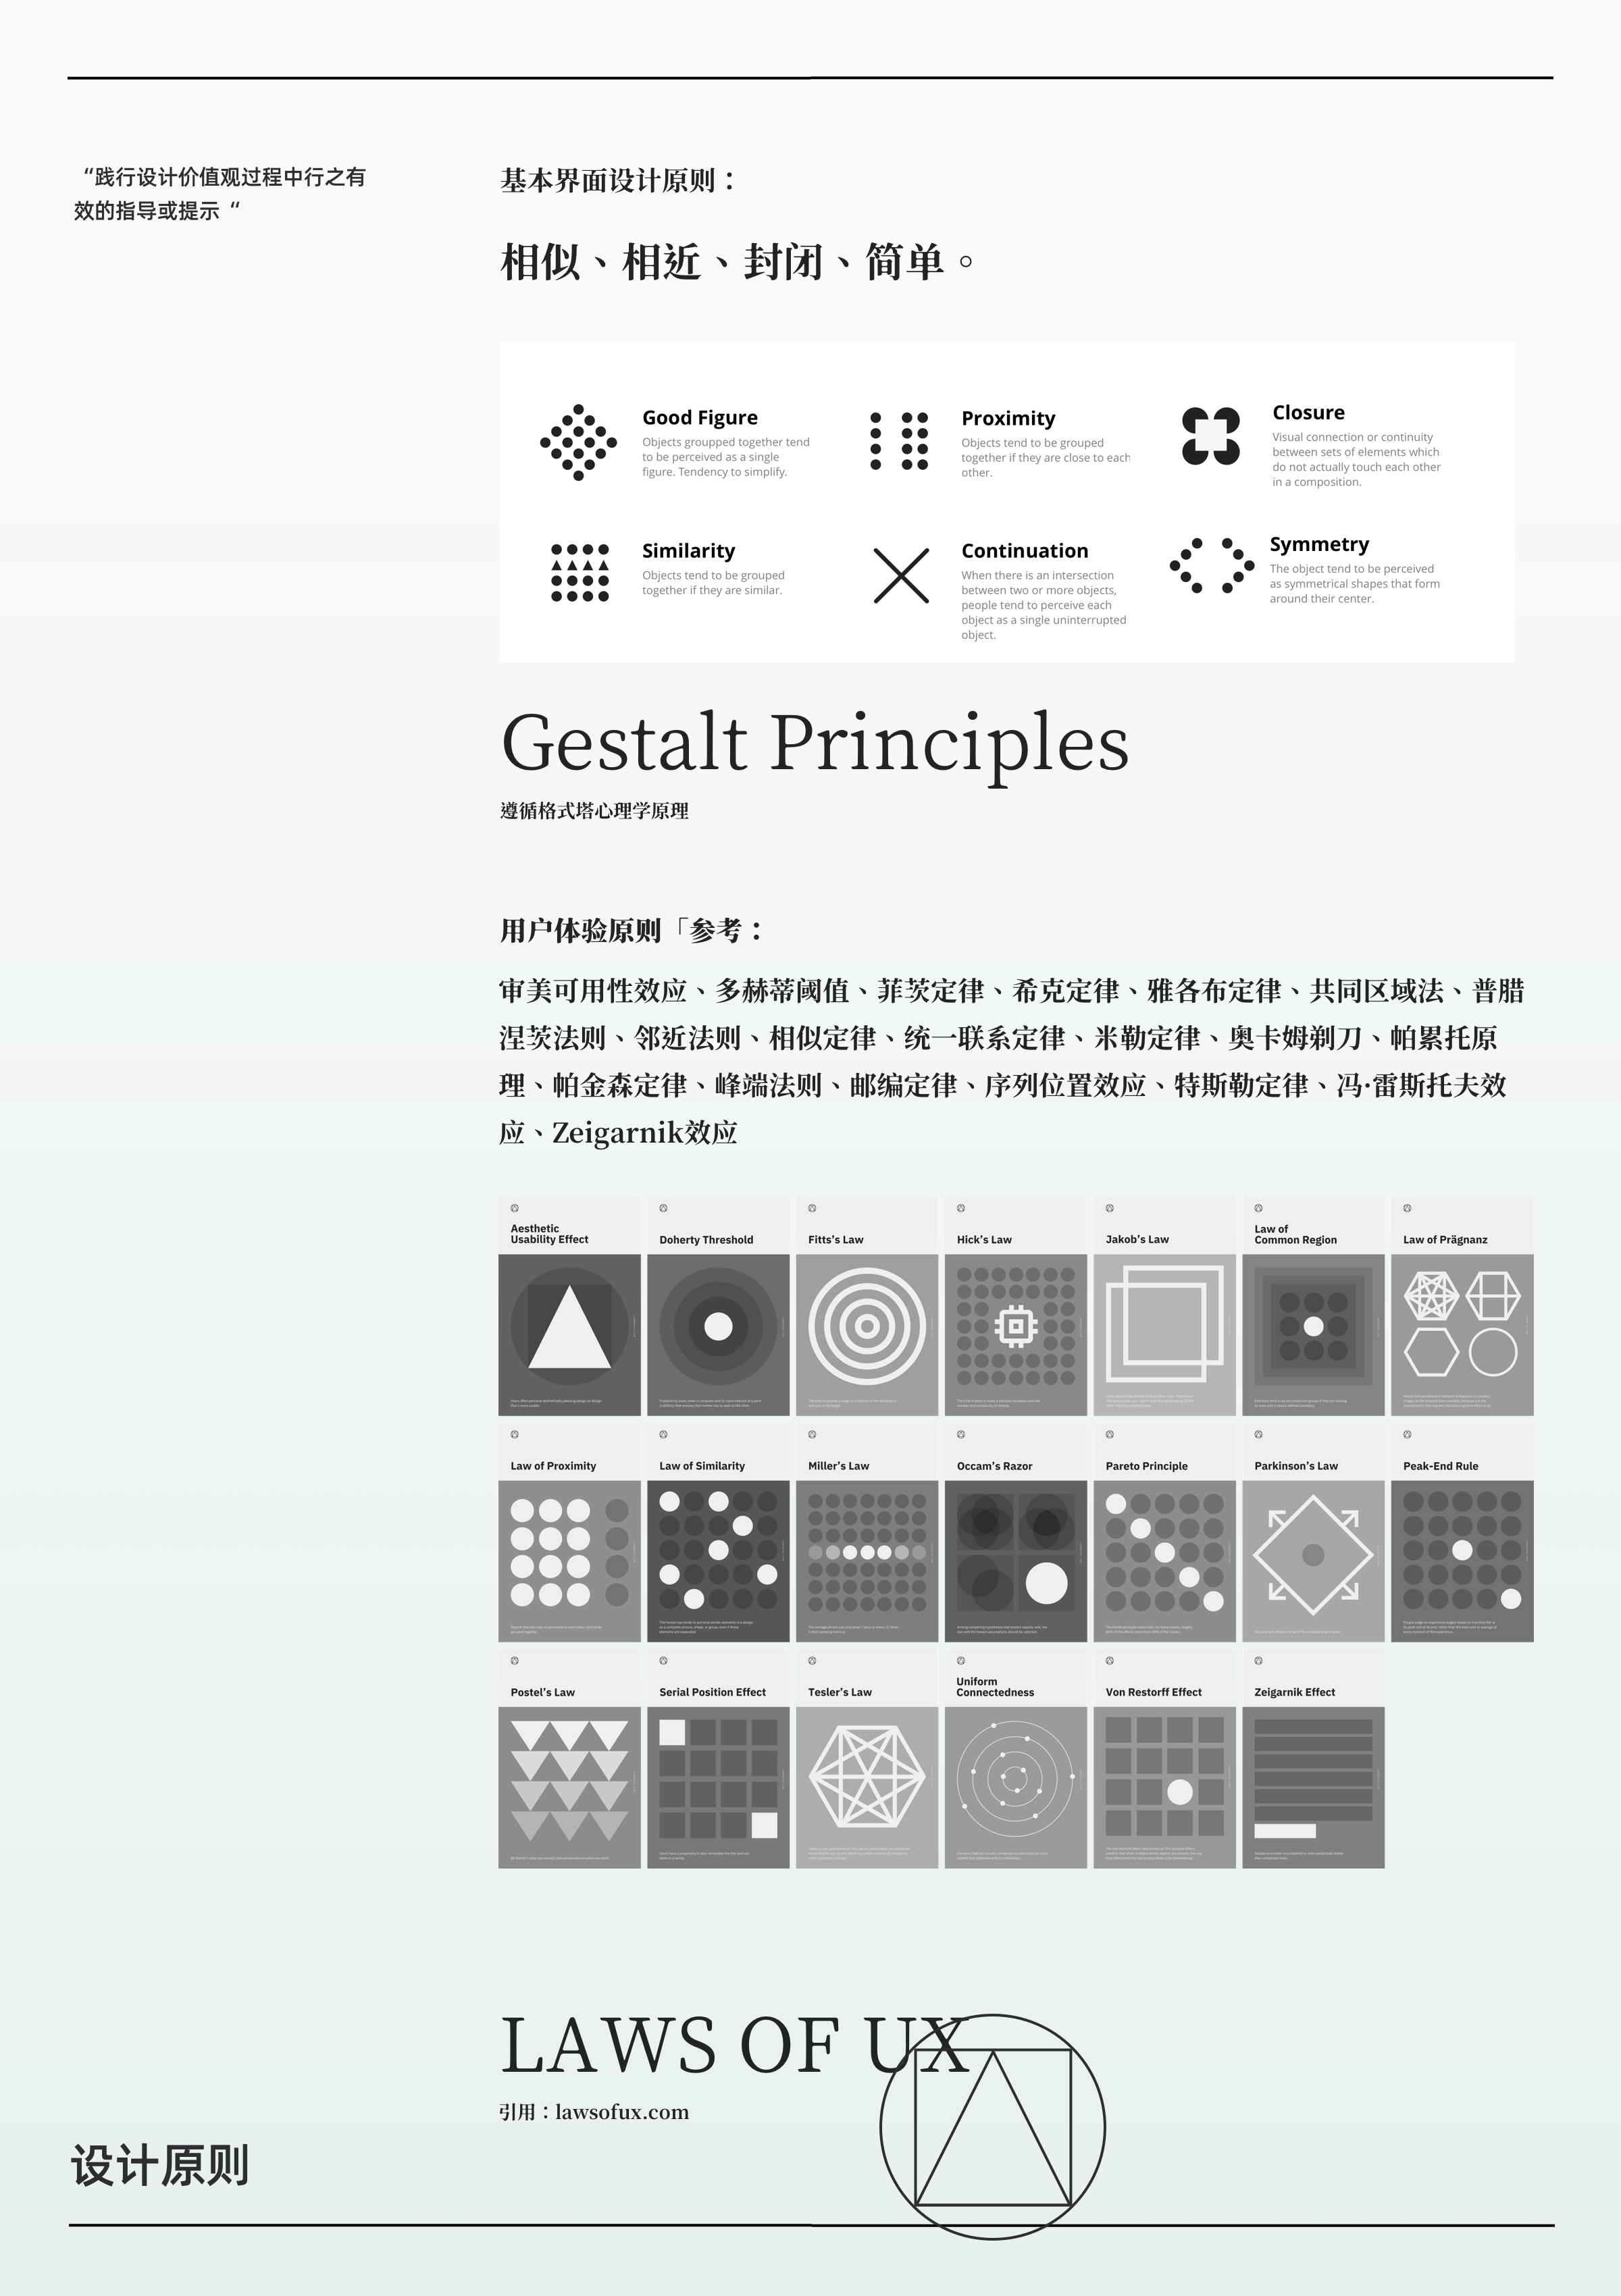 “践行设计价值观过程中行之有
效的指导或提示 “
基本界面设计原则：
相似、相近、封闭、简单。
Good Figure
Objects groupped together tend
to be perceived as a single
figure. Tendency to simplify.
Proximity
Objects tend to be grouped
together if they are close to each
other.
Closure
Visual connection or continuity
between sets of elements which
do not actually touch each other
in a composition.
Similarity
Objects tend to be grouped
together if they are similar.
Continuation
When there is an intersection
between two or more objects,
people tend to perceive each
object as a single uninterrupted
object.
Symmetry
The object tend to be perceived
as symmetrical shapes that form
around their center.
Gestalt Principles
遵循格式塔心理学原理
用户体验原则「参考：
审美可用性效应、多赫蒂阈值、菲茨定律、希克定律、雅各布定律、共同区域法、普腊
涅茨法则、邻近法则、相似定律、统一联系定律、米勒定律、奥卡姆剃刀、帕累托原
理、帕金森定律、峰端法则、邮编定律、序列位置效应、特斯勒定律、冯·雷斯托夫效
应、Zeigarnik效应
Aesthetic
Usability Effect
Doherty Threshold
Fitts’s Law
Hick’s Law
Jakob’s Law
Law of
Common Region
Law of Prägnanz
Law of Proximity
Law of Similarity
Miller’s Law
Occam’s Razor
Pareto Principle
Parkinson’s Law
Peak-End Rule
Postel’s Law
Serial Position Effect
Tesler’s Law
Uniform
Connectedness
Von Restorff Effect
Zeigarnik Effect
LAWS OF UX
引用：lawsofux.com
设计原则